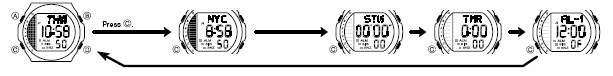 A B C D
THU
10:58
50
Press C.
NYC
8:58
50
C
STW
00'00'
00
C
TMR
0:00
00
C
AL-1
12:00
OF
C